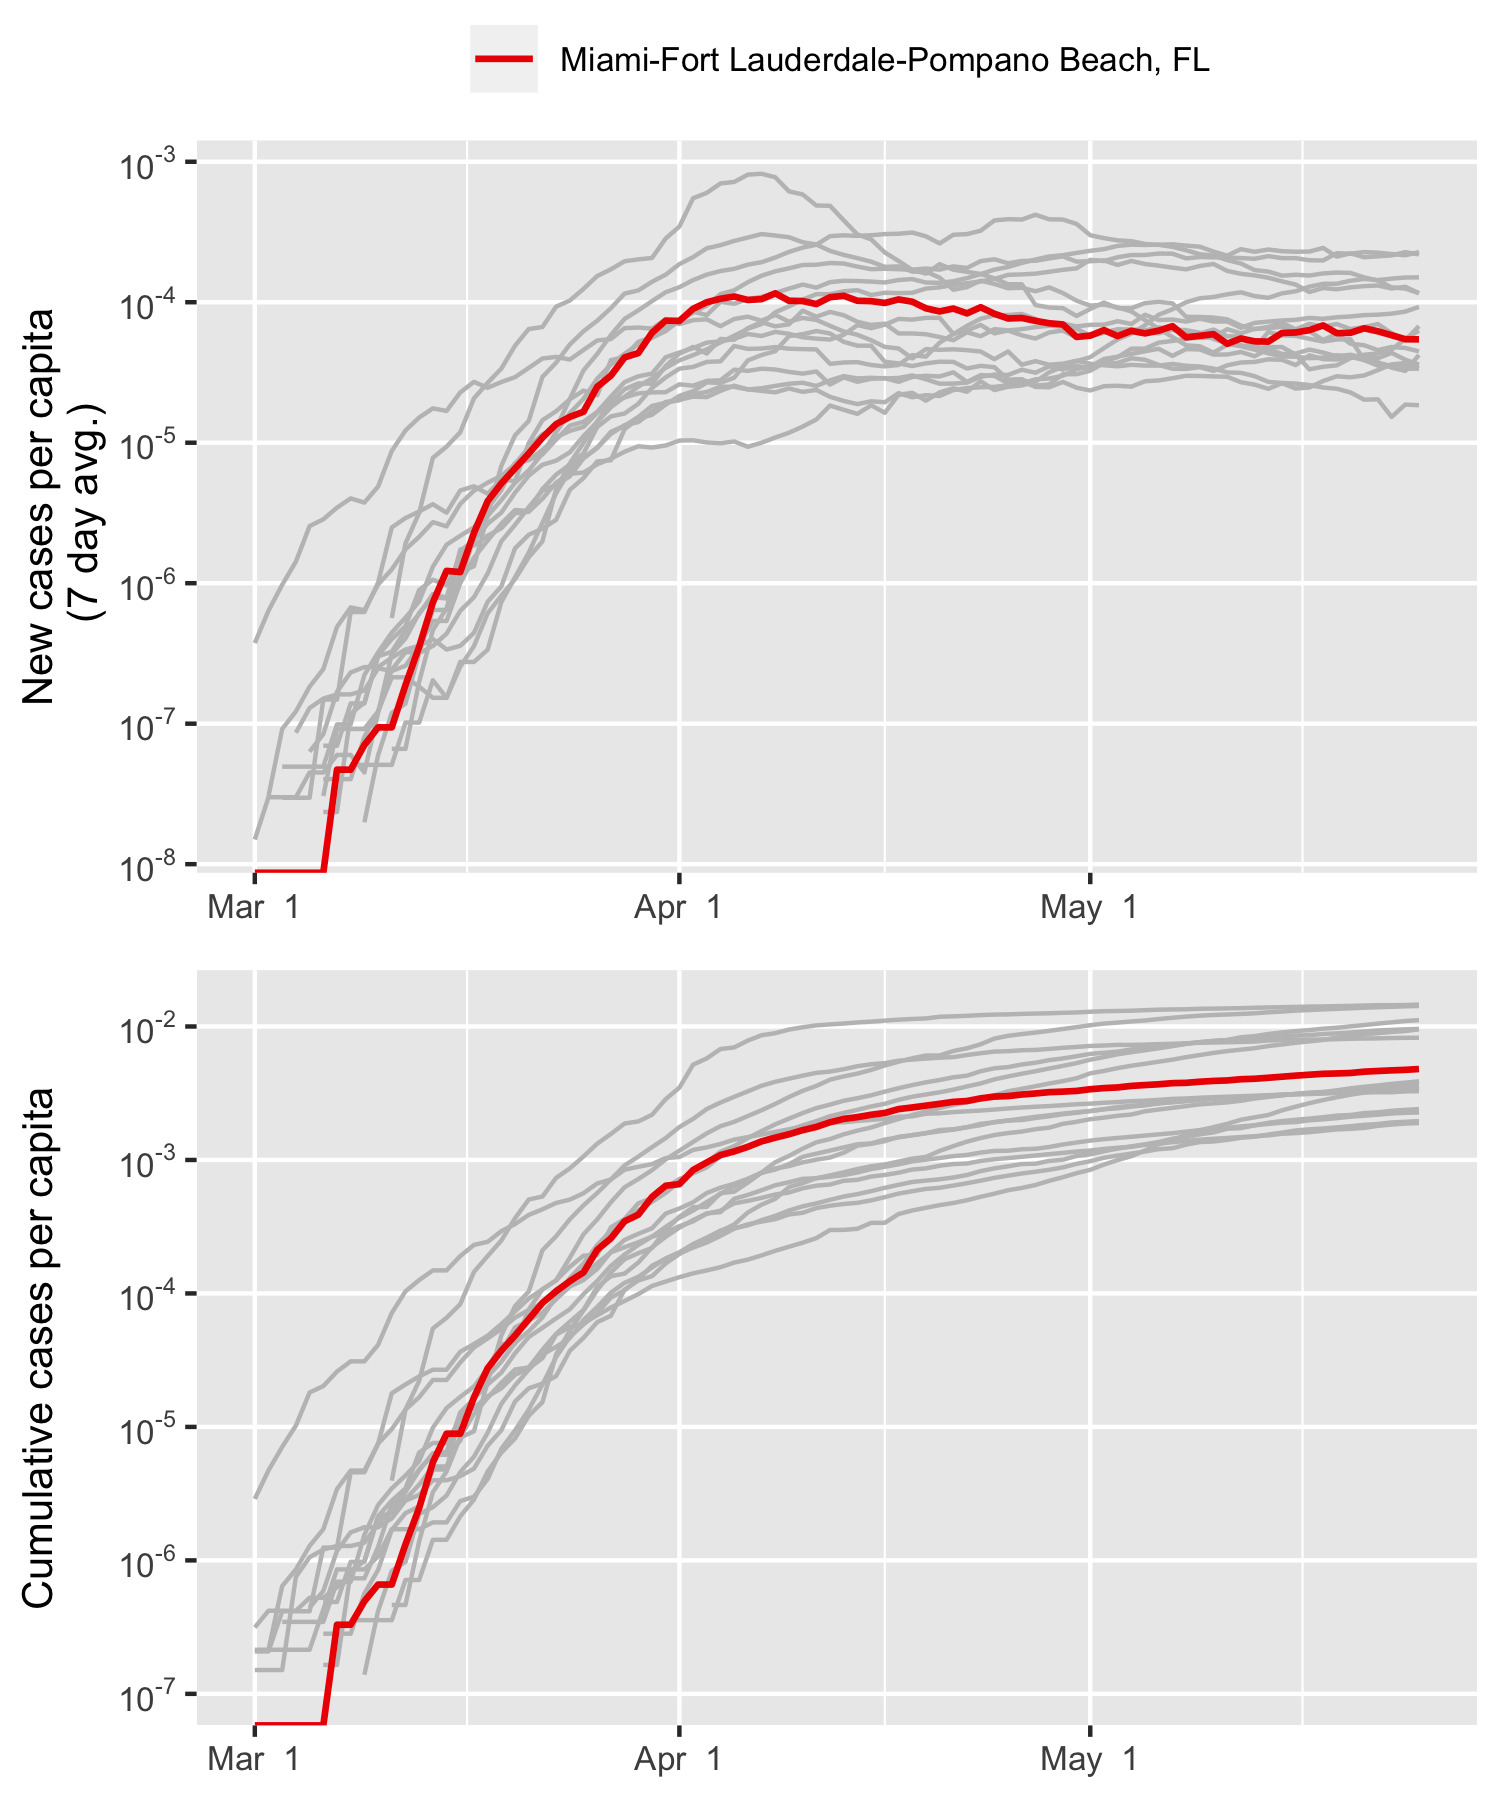 Miami-Fort Lauderdale-Pompano Beach, FL
New cases per capita
(7 day avg.)
10⁻³
10⁻⁴
10⁻⁵
10⁻⁶
10⁻⁷
10⁻⁸
Mar 1
Apr 1
May 1
Cumulative cases per capita
10⁻²
10⁻³
10⁻⁴
10⁻⁵
10⁻⁶
10⁻⁷
Mar 1
Apr 1
May 1